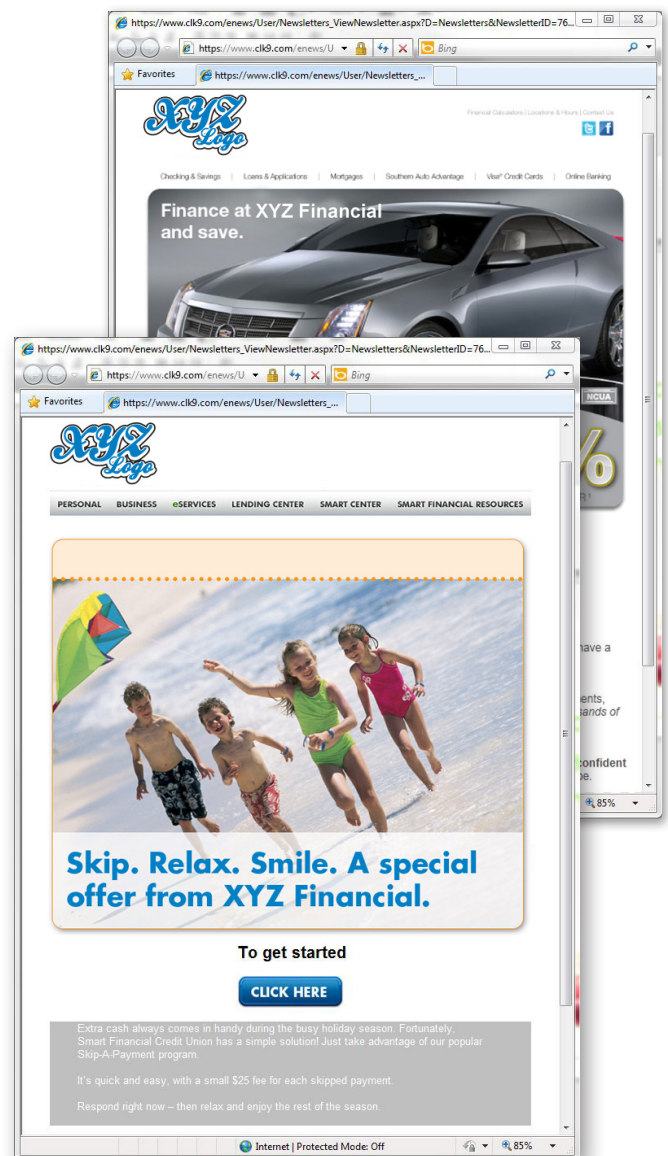 https://www.clk9.com/enews/User/Newsletters_ViewNewsletter.aspx?D=Newsletters&NewsletterID=76...
https://www.clk9.com/enews/U
Bing
Favorites
https://www.clk9.com/enews/User/Newsletters_...
XYZ
Logo
Financial Calculators | Locations & Hours | Contact Us
Checking & Savings | Loans & Applications | Mortgages | Southern Auto Advantage | Visa® Credit Cards | Online Banking
Finance at XYZ Financial
and save.
NCUA
%
have a
ents,
sands of
confident
be.
85%
https://www.clk9.com/enews/User/Newsletters_ViewNewsletter.aspx?D=Newsletters&NewsletterID=76...
https://www.clk9.com/enews/U
Bing
Favorites
https://www.clk9.com/enews/User/Newsletters_...
XYZ
Logo
PERSONAL BUSINESS eSERVICES LENDING CENTER SMART CENTER SMART FINANCIAL RESOURCES
Skip. Relax. Smile. A special
offer from XYZ Financial.
To get started
CLICK HERE
Extra cash always comes in handy during the busy holiday season. Fortunately,
Smart Financial Credit Union has a simple solution! Just take advantage of our popular
Skip-A-Payment program.
It's quick and easy, with a small $25 fee for each skipped payment.
Respond right now – then relax and enjoy the rest of the season.
Internet | Protected Mode: Off
85%